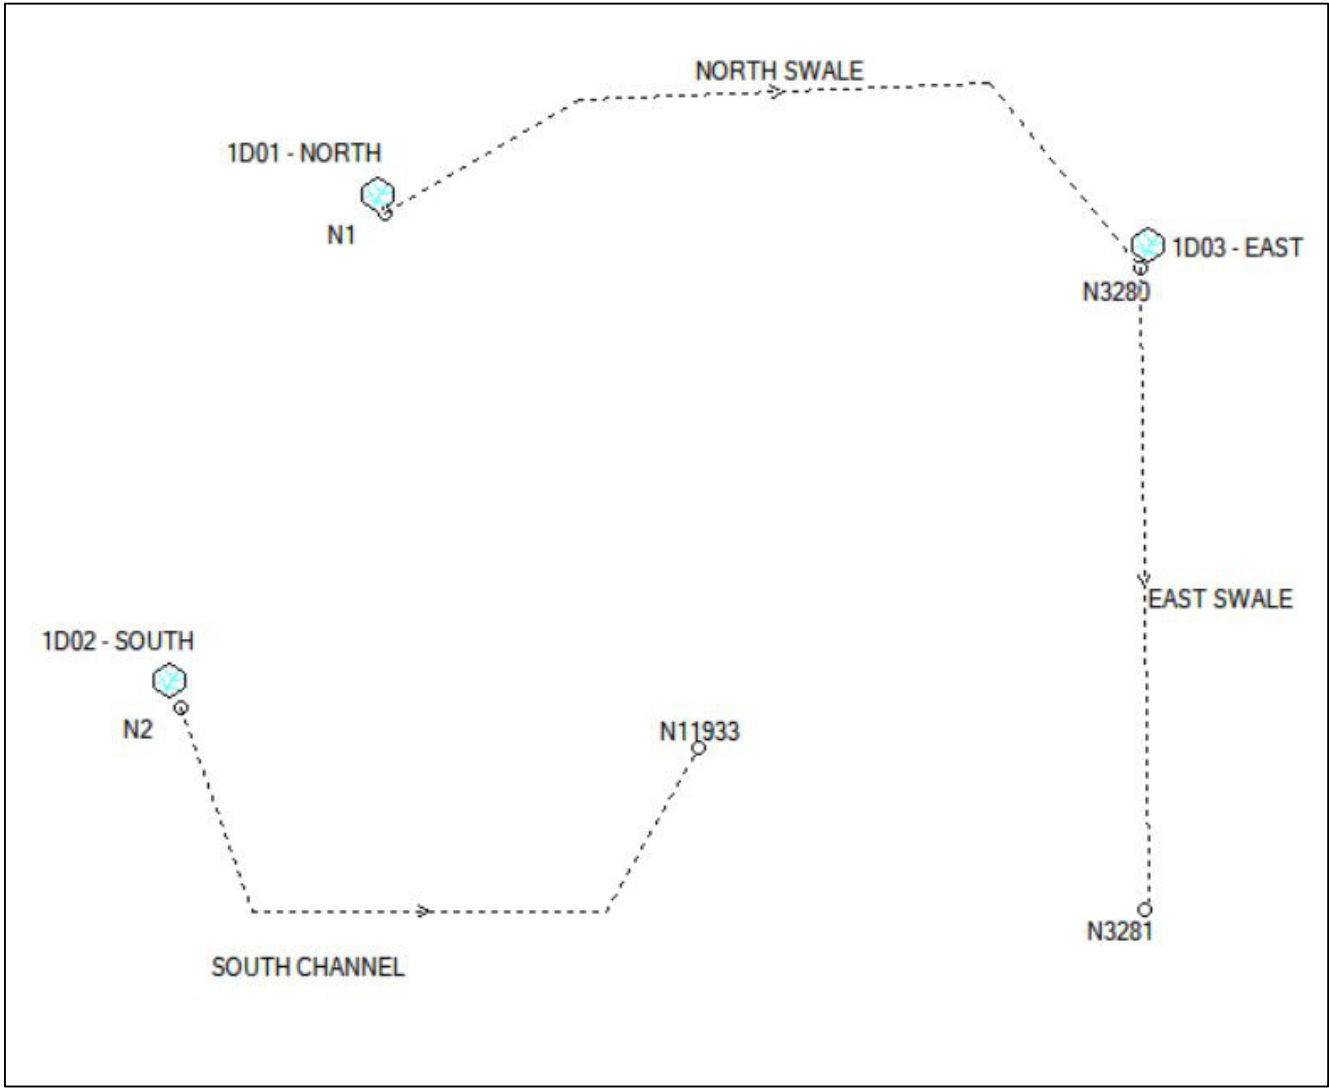 NORTH SWALE
1D01 - NORTH
N1
1D03 - EAST
N3280
EAST SWALE
1D02 - SOUTH
N2
N11933
N3281
SOUTH CHANNEL